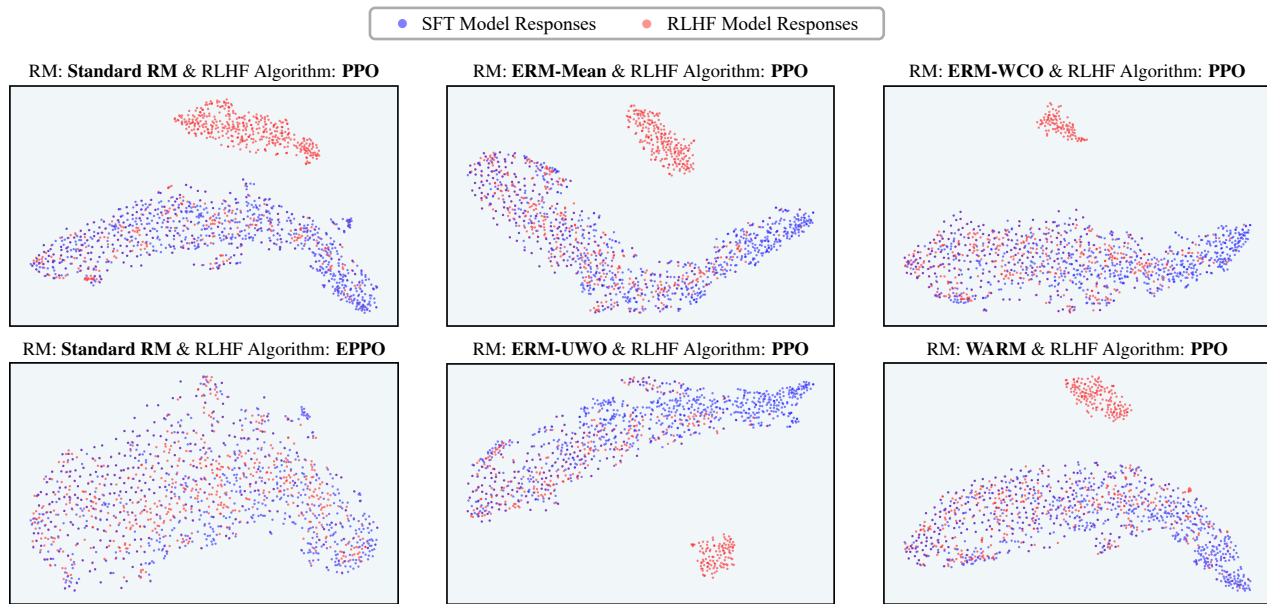 SFT Model Responses RLHF Model Responses
RM: Standard RM & RLHF Algorithm: PPO
RM: ERM-Mean & RLHF Algorithm: PPO
RM: ERM-WCO & RLHF Algorithm: PPO
RM: Standard RM & RLHF Algorithm: EPPO
RM: ERM-UWO & RLHF Algorithm: PPO
RM: WARM & RLHF Algorithm: PPO